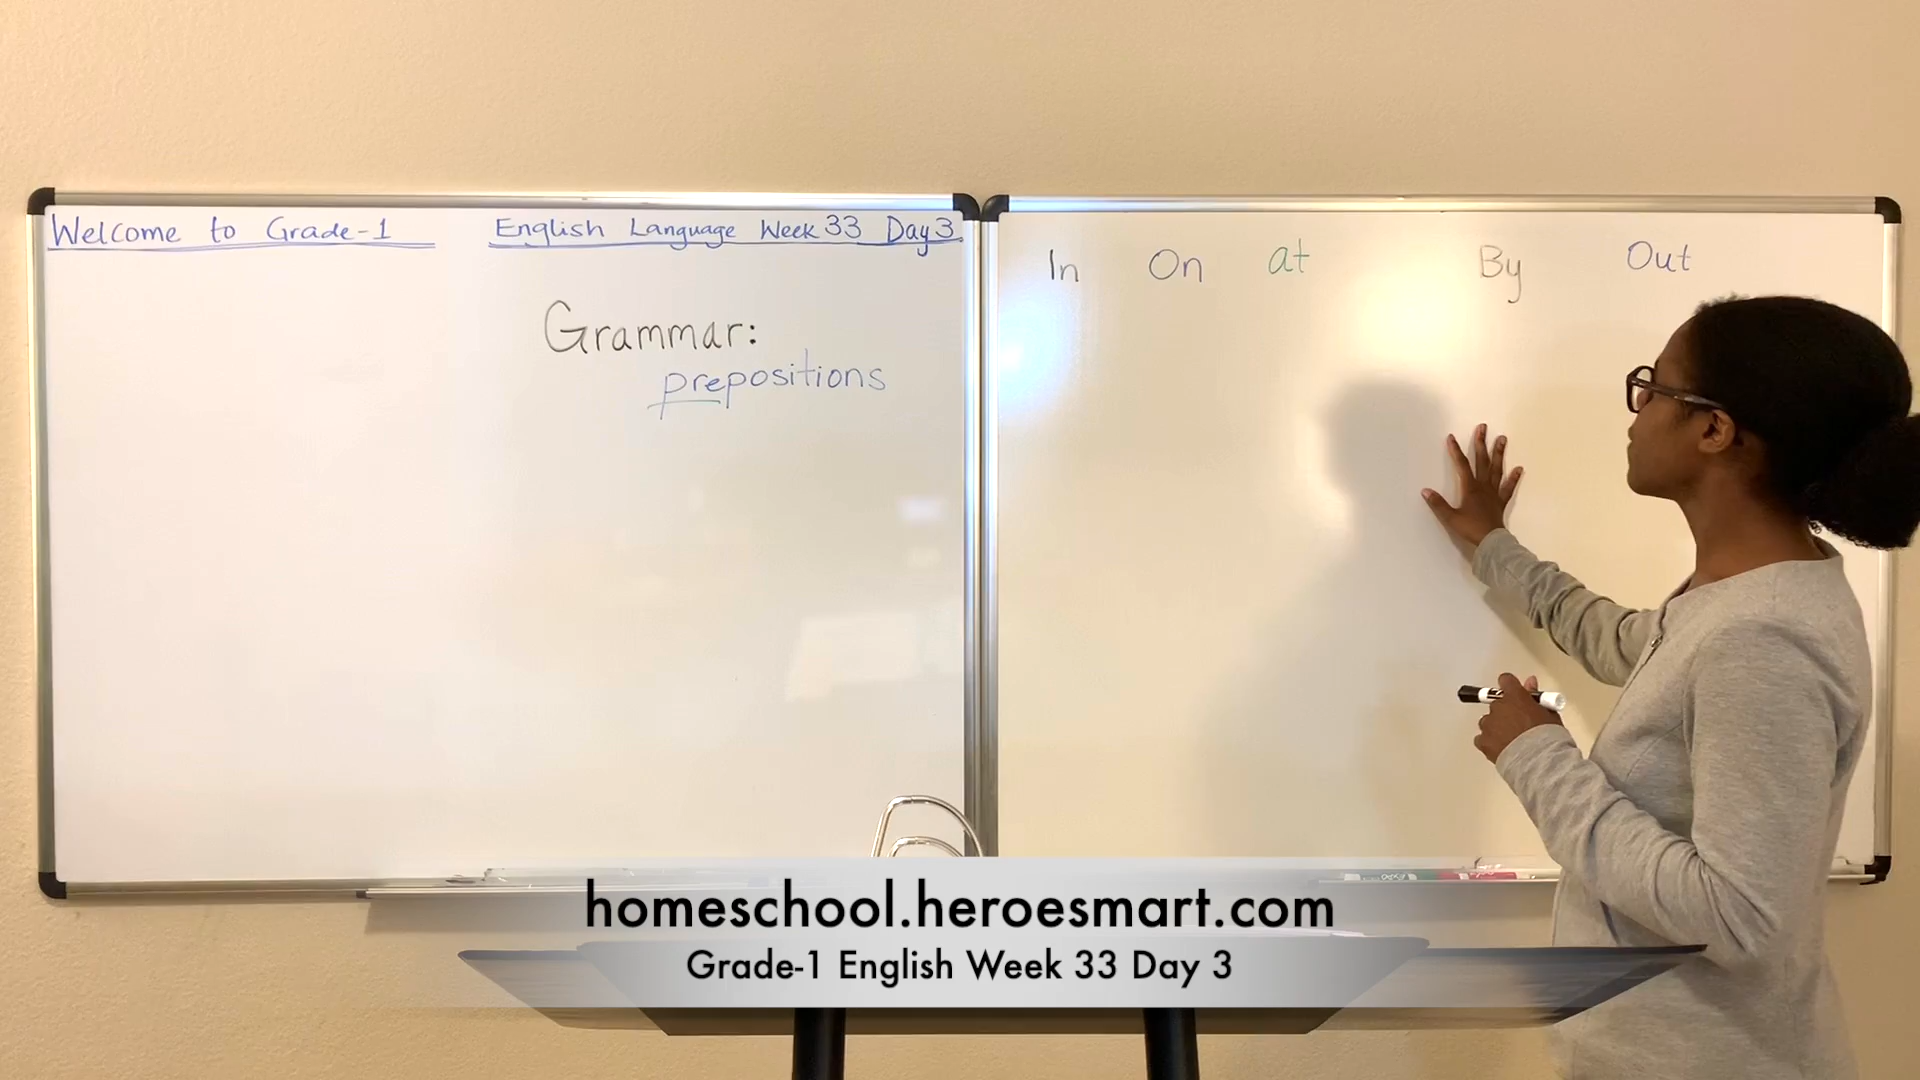 Welcome to Grade-1
English Language Week 33 Day 3
Grammar:
prepositions
In On at By Out
homeschool.heroesmart.com
Grade-1 English Week 33 Day 3